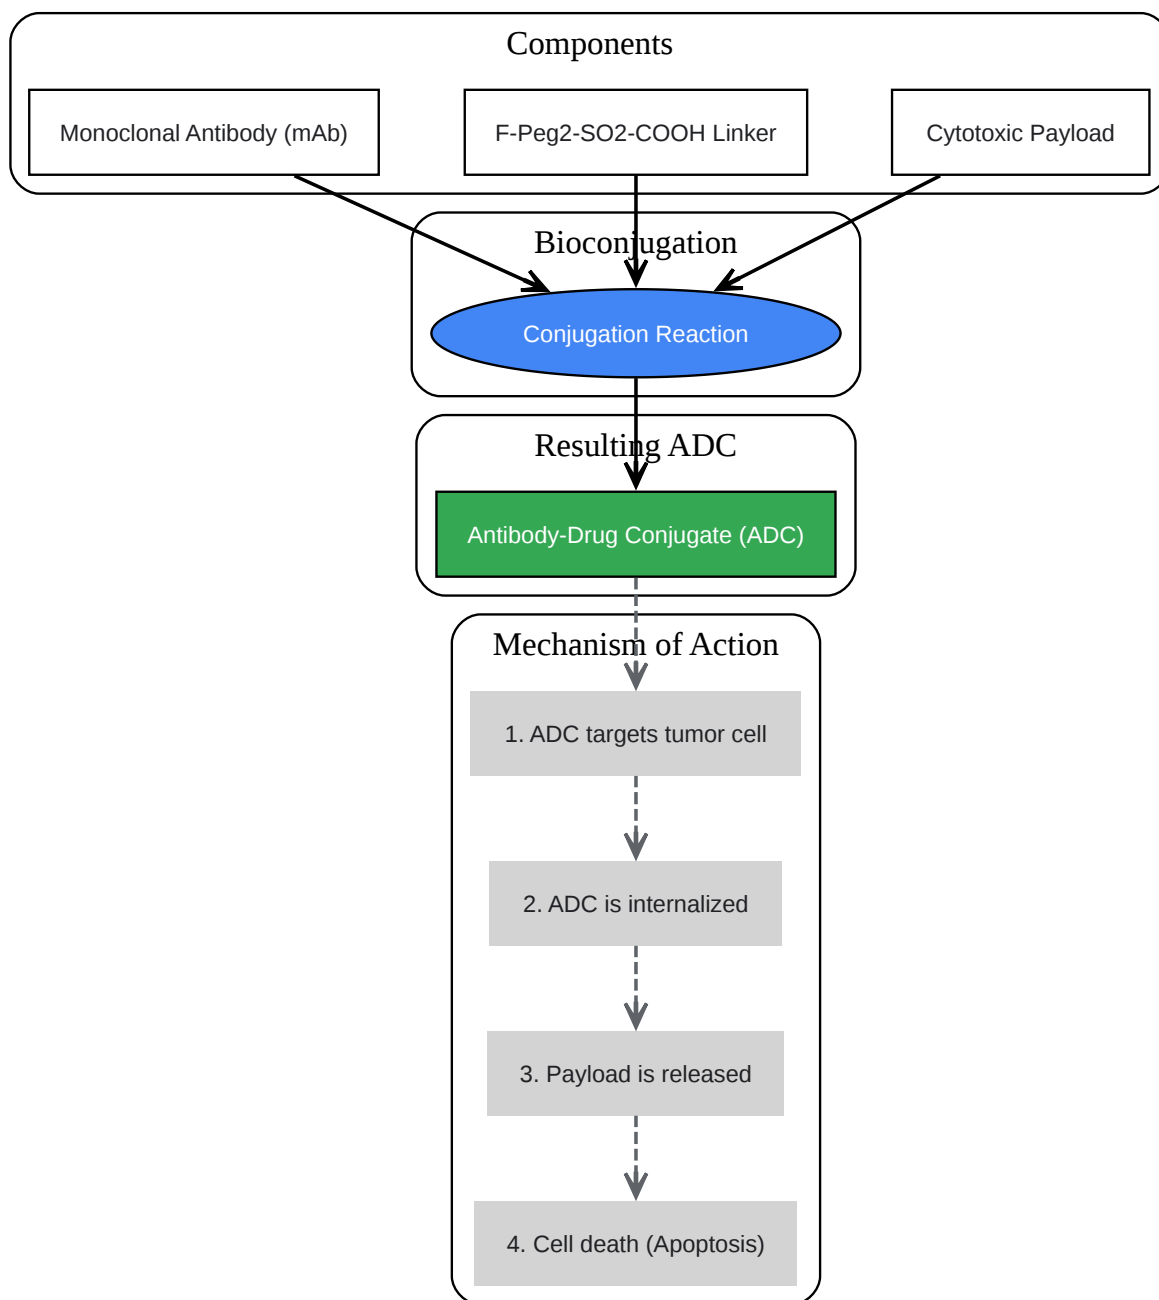 Components
Monoclonal Antibody (mAb)
F-Peg2-SO2-COOH Linker
Cytotoxic Payload
Bioconjugation
Conjugation Reaction
Resulting ADC
Antibody-Drug Conjugate (ADC)
Mechanism of Action
1. ADC targets tumor cell
2. ADC is internalized
3. Payload is released
4. Cell death (Apoptosis)